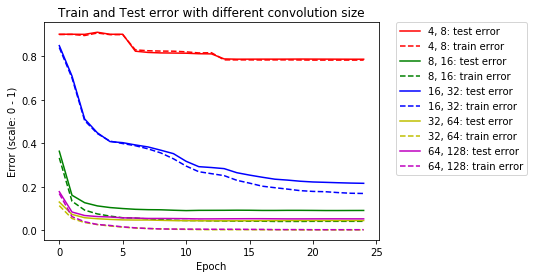 Train and Test error with different convolution size
Error (scale: 0 - 1)
0.8
0.6
0.4
0.2
0.0
0
5
10
15
20
25
Epoch
4, 8: test error
4, 8: train error
8, 16: test error
8, 16: train error
16, 32: test error
16, 32: train error
32, 64: test error
32, 64: train error
64, 128: test error
64, 128: train error